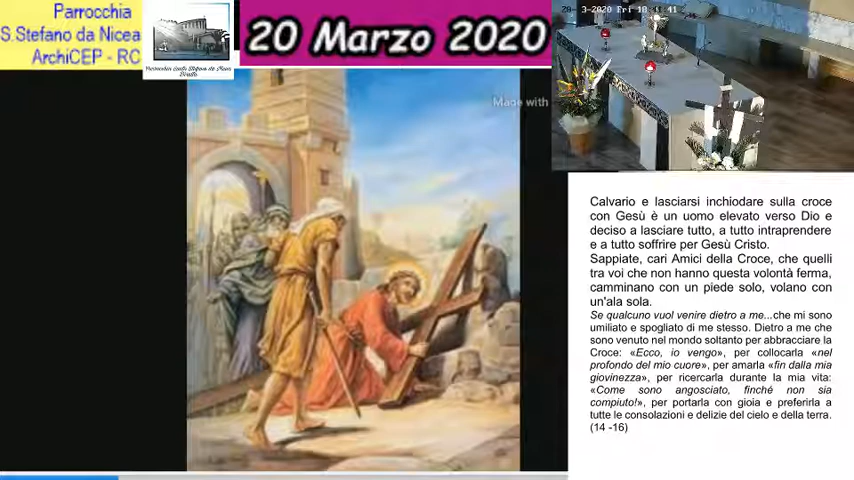 Parrocchia
S.Stefano da Nicea
ArchiCEP - RC
20 Marzo 2020
Made with
Calvario e lasciarsi inchiodare sulla croce
con Gesù è un uomo elevato verso Dio e
deciso a lasciare tutto, a tutto intraprendere
e a tutto soffrire per Gesù Cristo.
Sappiate, cari Amici della Croce, che quelli
tra voi che non hanno questa volontà ferma,
camminano con un piede solo, volano con
un'ala sola.
Se qualcuno vuol venire dietro a me...che mi sono
umiliato e spogliato di me stesso. Dietro a me che
sono venuto nel mondo soltanto per abbracciare la
Croce: «Ecco, io vengo», per collocarla «nel
profondo del mio cuore», per amarla «fin dalla mia
giovinezza», per ricercarla durante la mia vita:
«Come sono angosciato, finché non sia
compiuto!», per portarla con gioia e preferirla a
tutte le consolazioni e delizie del cielo e della terra.
(14 -16)